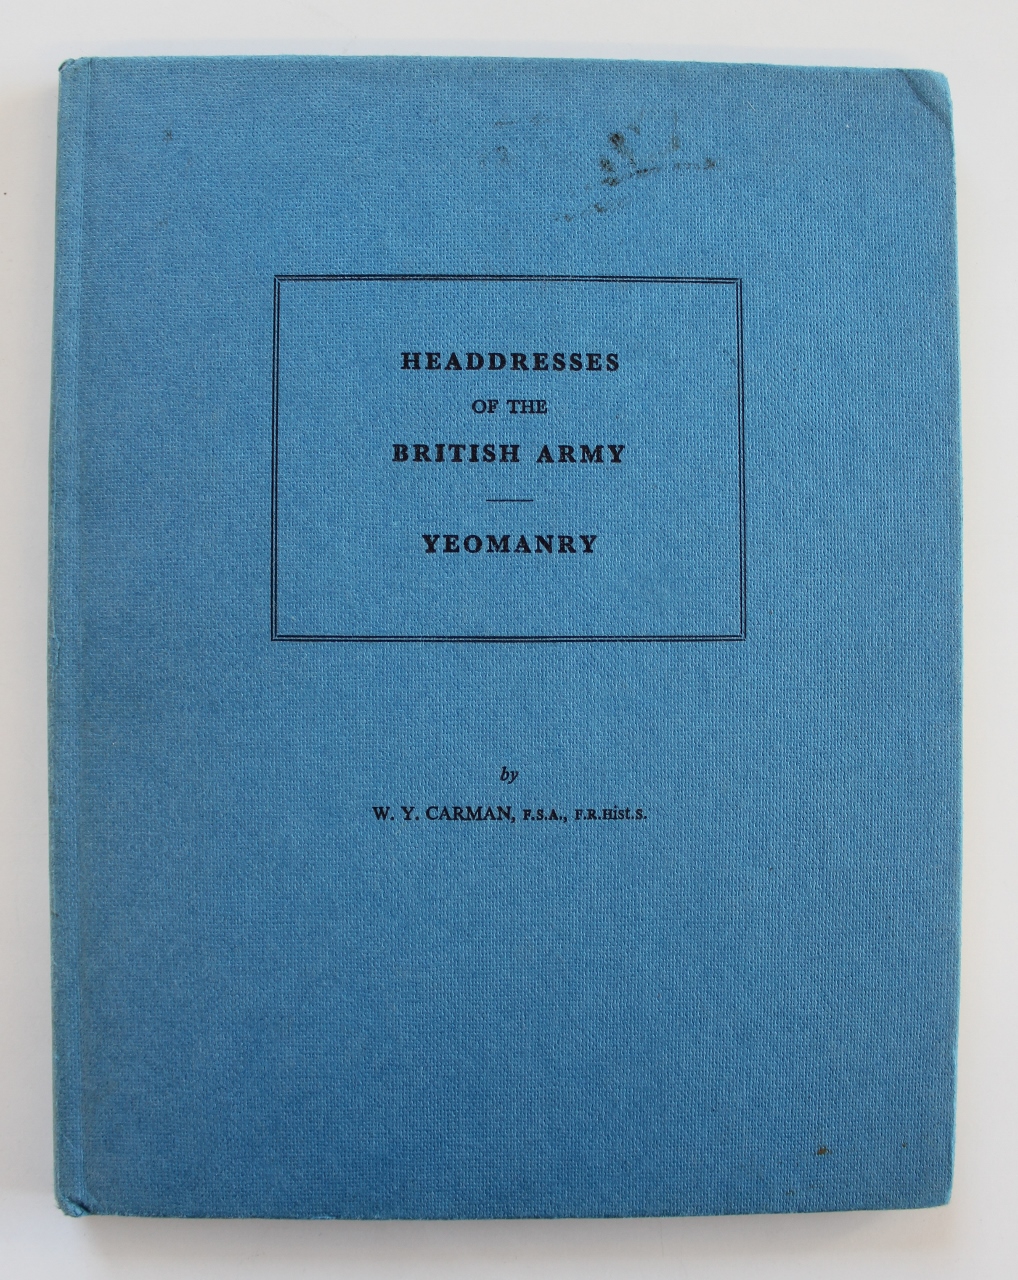 HEADDRESSES
OF THE
BRITISH ARMY
YEOMANRY
by
W. Y. CARMAN, F.S.A., F.R.Hist.S.